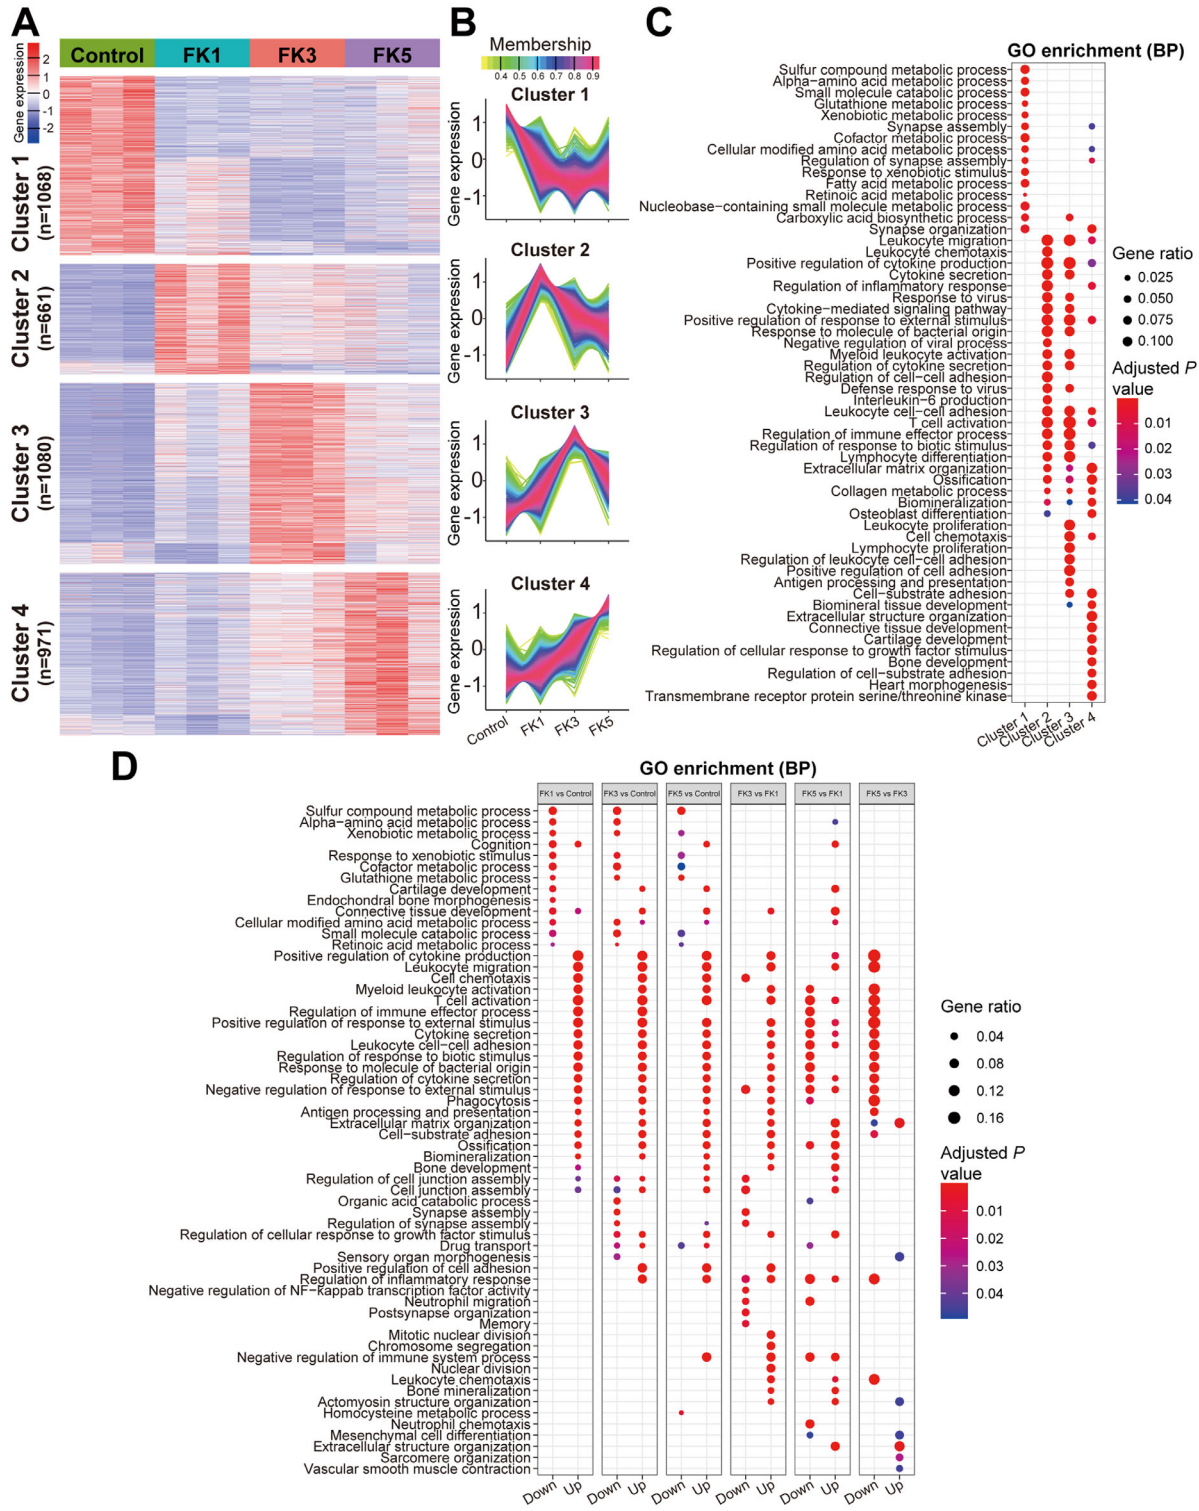 A
Gene expression
2
1
0
-1
-2
Control
FK1
FK3
FK5
Cluster 1
(n=1068)
Cluster 2
(n=661)
Cluster 3
(n=1080)
Cluster 4
(n=971)
B
Membership
0.4 0.5 0.6 0.7 0.8 0.9
Cluster 1
Gene expression
1
0
-1
Cluster 2
Gene expression
1
0
-1
Cluster 3
Gene expression
1
0
-1
Cluster 4
Gene expression
1
0
-1
Control
FK1
FK3
FK5
C
GO enrichment (BP)
Sulfur compound metabolic process
Alpha−amino acid metabolic process
Small molecule catabolic process
Glutathione metabolic process
Xenobiotic metabolic process
Synapse assembly
Cofactor metabolic process
Cellular modified amino acid metabolic process
Regulation of synapse assembly
Response to xenobiotic stimulus
Fatty acid metabolic process
Retinoic acid metabolic process
Nucleobase−containing small molecule metabolic process
Carboxylic acid biosynthetic process
Synapse organization
Leukocyte migration
Leukocyte chemotaxis
Positive regulation of cytokine production
Cytokine secretion
Regulation of inflammatory response
Response to virus
Cytokine−mediated signaling pathway
Positive regulation of response to external stimulus
Response to molecule of bacterial origin
Negative regulation of viral process
Myeloid leukocyte activation
Regulation of cytokine secretion
Regulation of cell−cell adhesion
Defense response to virus
Interleukin−6 production
Leukocyte cell−cell adhesion
T cell activation
Regulation of immune effector process
Regulation of response to biotic stimulus
Lymphocyte differentiation
Extracellular matrix organization
Ossification
Collagen metabolic process
Biomineralization
Osteoblast differentiation
Leukocyte proliferation
Cell chemotaxis
Lymphocyte proliferation
Regulation of leukocyte cell−cell adhesion
Positive regulation of cell adhesion
Antigen processing and presentation
Cell−substrate adhesion
Biomineral tissue development
Extracellular structure organization
Connective tissue development
Cartilage development
Regulation of cellular response to growth factor stimulus
Bone development
Regulation of cell−substrate adhesion
Heart morphogenesis
Transmembrane receptor protein serine/threonine kinase
Cluster 1
Cluster 2
Cluster 3
Cluster 4
Gene ratio
0.025
0.050
0.075
0.100
Adjusted P
value
0.01
0.02
0.03
0.04
D
GO enrichment (BP)
FK1 vs Control
FK3 vs Control
FK5 vs Control
FK3 vs FK1
FK5 vs FK1
FK5 vs FK3
Sulfur compound metabolic process
Alpha−amino acid metabolic process
Xenobiotic metabolic process
Cognition
Response to xenobiotic stimulus
Cofactor metabolic process
Glutathione metabolic process
Cartilage development
Endochondral bone morphogenesis
Connective tissue development
Cellular modified amino acid metabolic process
Small molecule catabolic process
Retinoic acid metabolic process
Positive regulation of cytokine production
Leukocyte migration
Cell chemotaxis
Myeloid leukocyte activation
T cell activation
Regulation of immune effector process
Positive regulation of response to external stimulus
Cytokine secretion
Leukocyte cell−cell adhesion
Regulation of response to biotic stimulus
Response to molecule of bacterial origin
Regulation of cytokine secretion
Negative regulation of response to external stimulus
Phagocytosis
Antigen processing and presentation
Extracellular matrix organization
Cell−substrate adhesion
Ossification
Biomineralization
Bone development
Regulation of cell junction assembly
Cell junction assembly
Organic acid catabolic process
Synapse assembly
Regulation of synapse assembly
Regulation of cellular response to growth factor stimulus
Drug transport
Sensory organ morphogenesis
Positive regulation of cell adhesion
Regulation of inflammatory response
Negative regulation of NF−kappab transcription factor activity
Neutrophil migration
Postsynapse organization
Memory
Mitotic nuclear division
Chromosome segregation
Negative regulation of immune system process
Nuclear division
Leukocyte chemotaxis
Bone mineralization
Actomyosin structure organization
Homocysteine metabolic process
Neutrophil chemotaxis
Mesenchymal cell differentiation
Extracellular structure organization
Sarcomere organization
Vascular smooth muscle contraction
Down Up Down Up Down Up Down Up Down Up Down Up
Gene ratio
0.04
0.08
0.12
0.16
Adjusted P
value
0.01
0.02
0.03
0.04